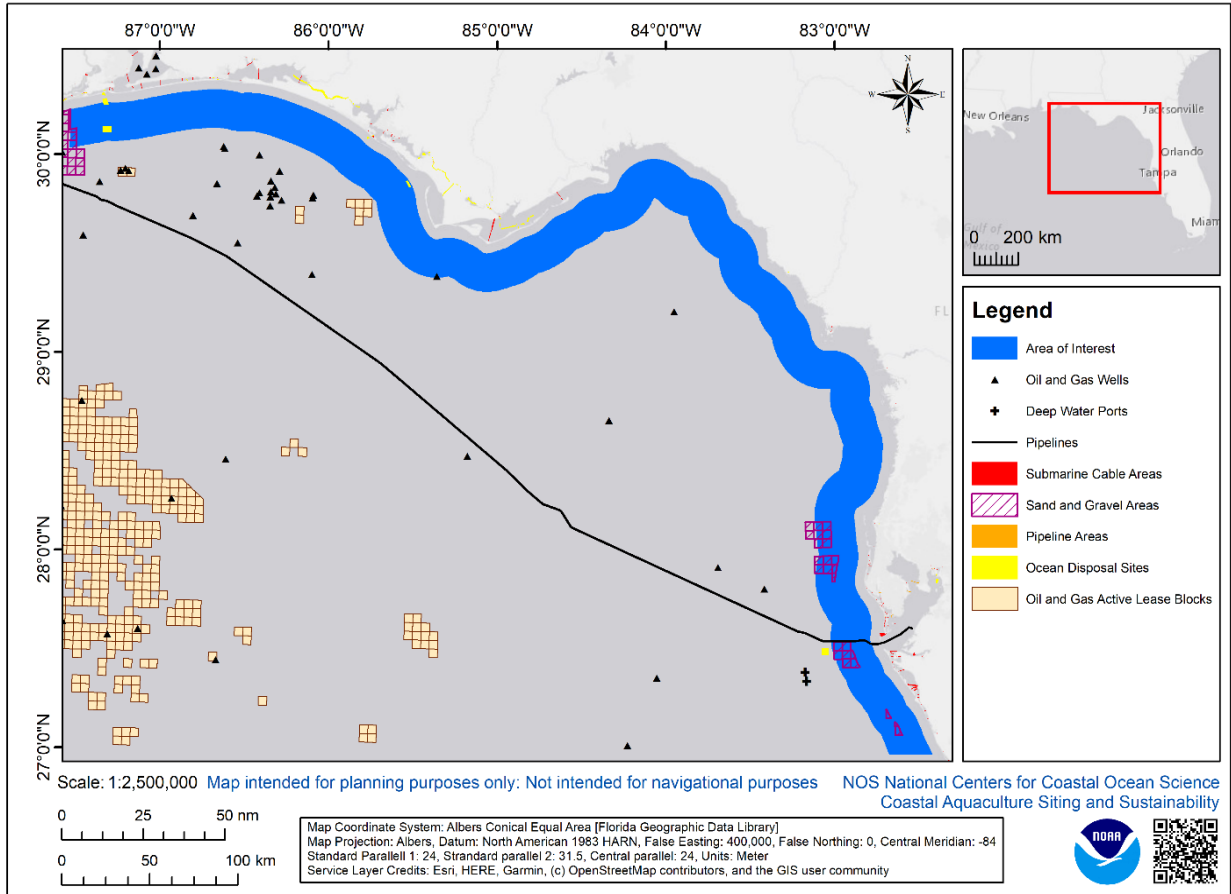 87°0'0"W 86°0'0"W 85°0'0"W 84°0'0"W 83°0'0"W
30°0'0"N
29°0'0"N
28°0'0"N
27°0'0"N
N
W E
S
FL
New Orleans
Jacksonville
Orlando
Tampa
Miam
Gulf of
Mexico
0 200 km
Legend
Area of Interest
Oil and Gas Wells
Deep Water Ports
Pipelines
Submarine Cable Areas
Sand and Gravel Areas
Pipeline Areas
Ocean Disposal Sites
Oil and Gas Active Lease Blocks
Scale: 1:2,500,000 Map intended for planning purposes only: Not intended for navigational purposes
NOS National Centers for Coastal Ocean Science
Coastal Aquaculture Siting and Sustainability
0 25 50 nm
0 50 100 km
Map Coordinate System: Albers Conical Equal Area [Florida Geographic Data Library]
Map Projection: Albers, Datum: North American 1983 HARN, False Easting: 400,000, False Northing: 0, Central Meridian: -84
Standard Parallell 1: 24, Strandard parallel 2: 31.5, Central parallel: 24, Units: Meter
Service Layer Credits: Esri, HERE, Garmin, (c) OpenStreetMap contributors, and the GIS user community
NOAA